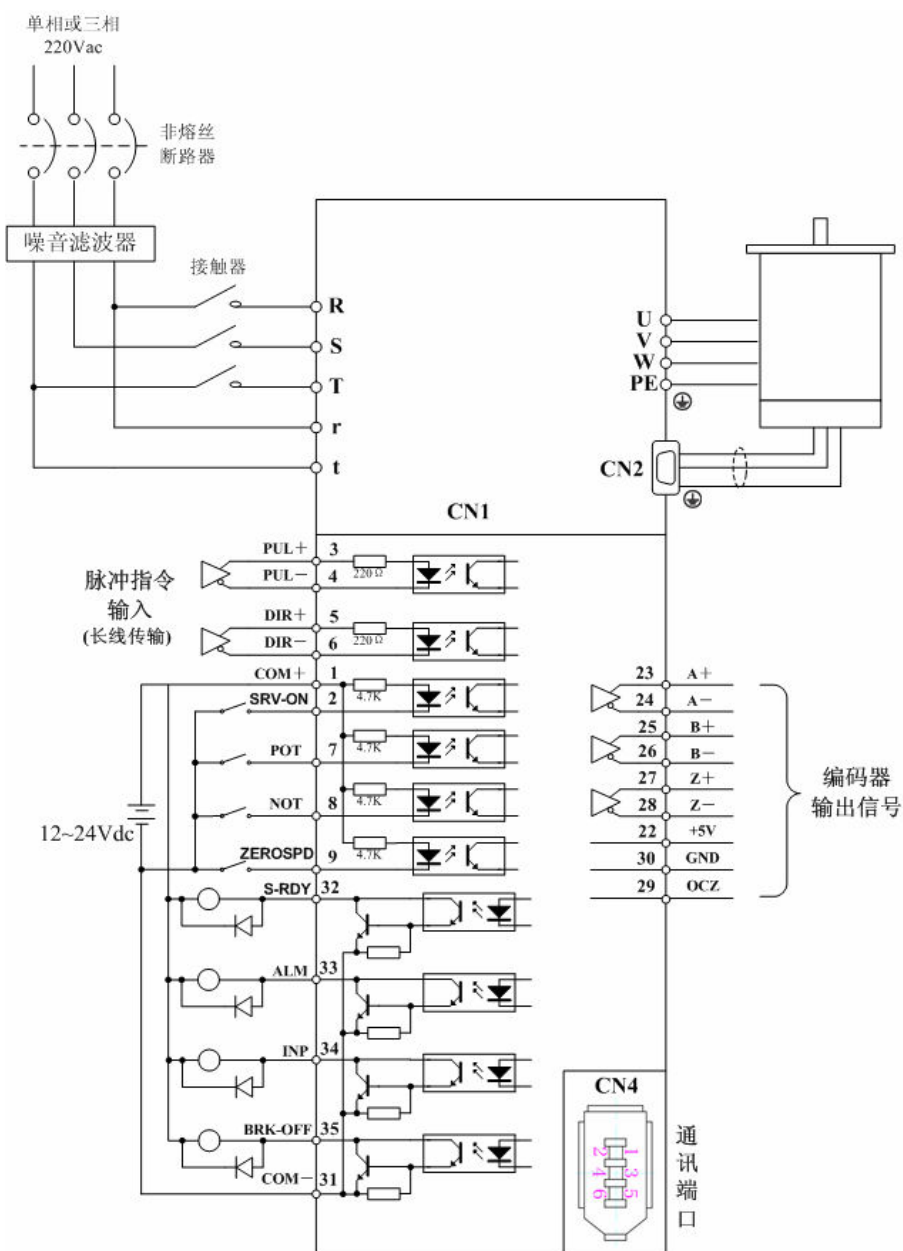 单相或三相
220Vac
非熔丝
断路器
噪音滤波器
接触器
R
S
T
r
t
U
V
W
PE
CN2
CN1
脉冲指令
输入
(长线传输)
PUL+ 3
220Ω
PUL− 4
DIR+ 5
220Ω
DIR− 6
COM+ 1
4.7K
SRV-ON 2
POT 7
4.7K
NOT 8
4.7K
12~24Vdc
ZEROSPD 9
4.7K
S-RDY 32
ALM 33
INP 34
BRK-OFF 35
COM− 31
23 A+
24 A−
25 B+
26 B−
27 Z+
28 Z−
22 +5V
30 GND
29 OCZ
编码器
输出信号
CN4
2 1
4 3
6 5
通
讯
端
口